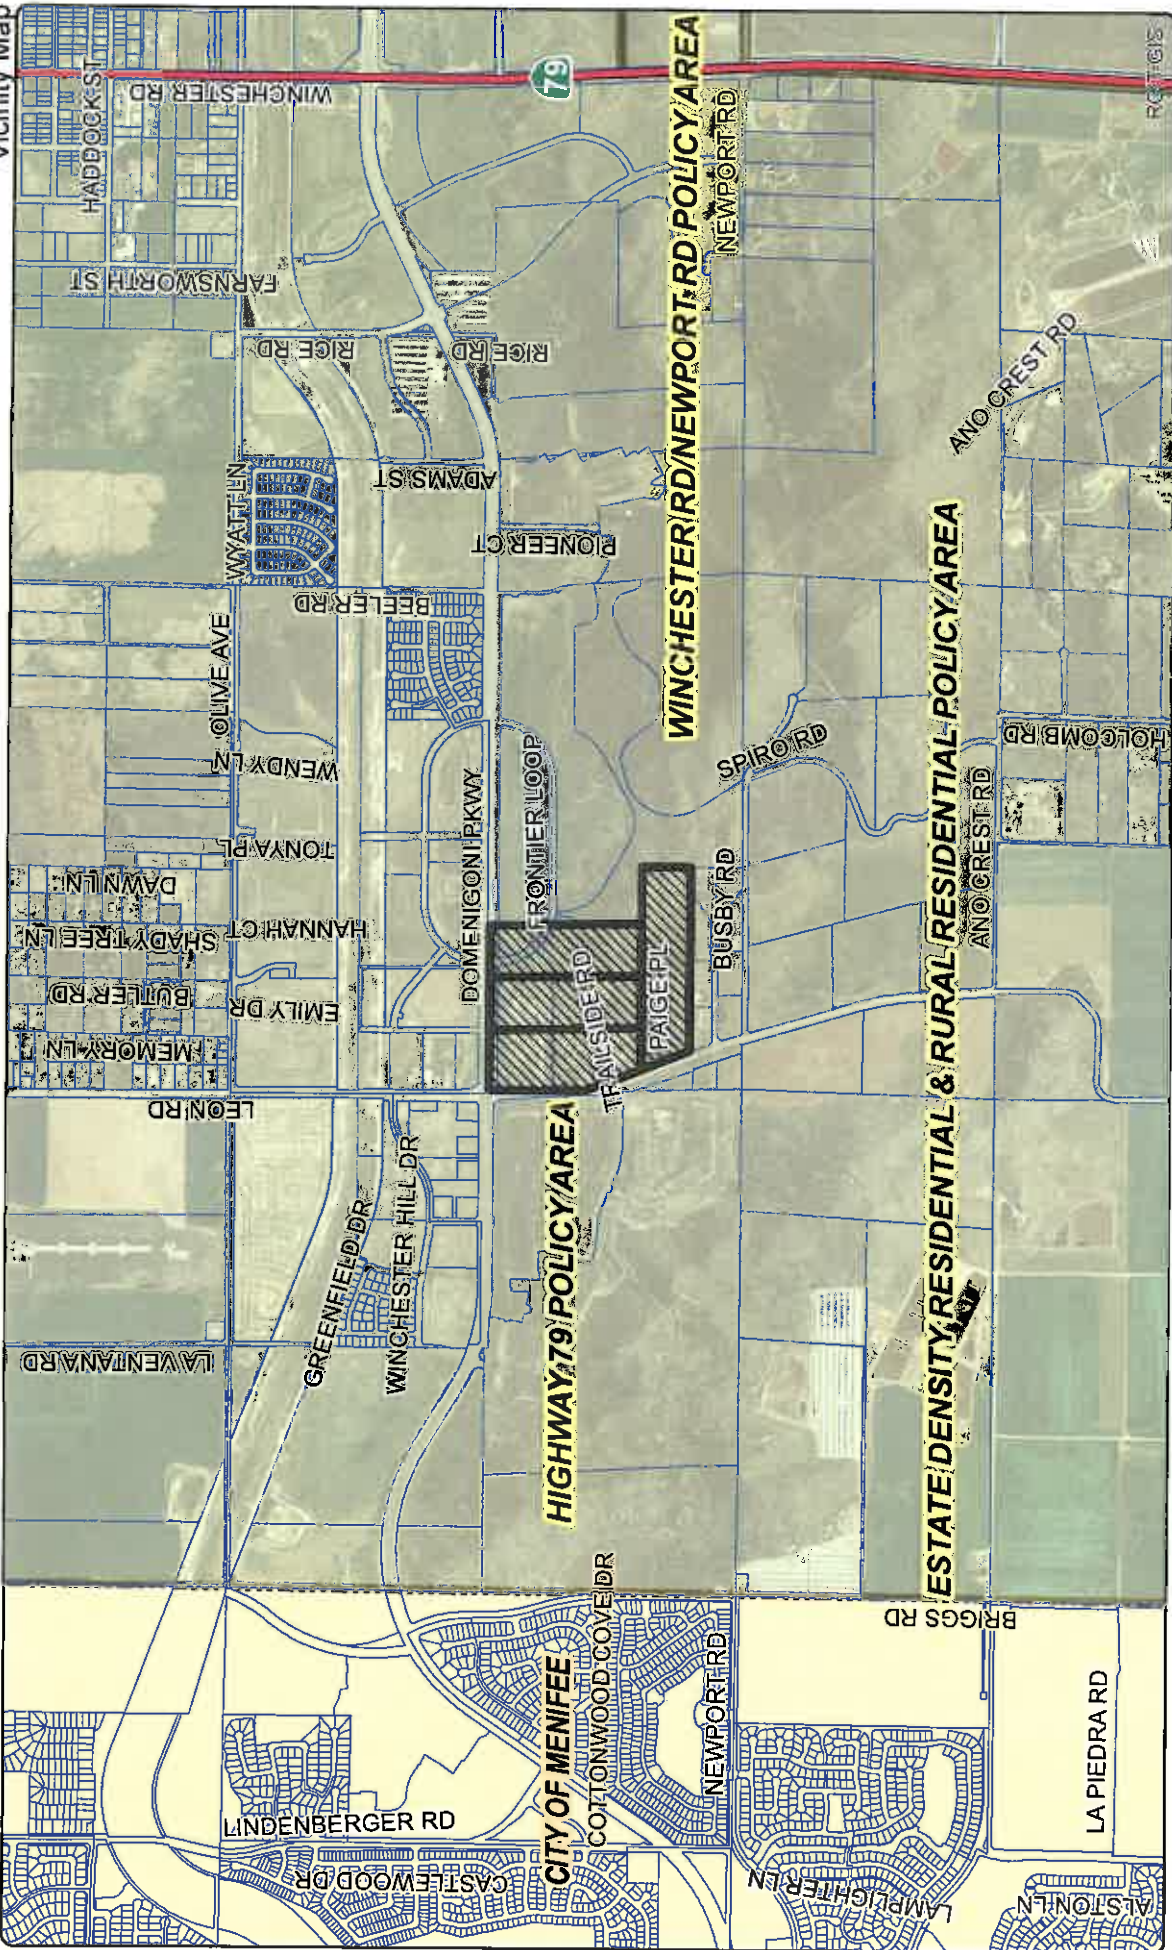 Vicinity Map
HADDOCK ST
WINCHESTER RD
79
FARNSWORTH ST
RICE RD
RICE RD
WINCHESTER RD/NEWPORT RD POLICY AREA
NEWPORT RD
ANO CREST RD
WYATT LN
ADAMS ST
PIONEER CT
BEELER RD
OLIVE AVE
WENDY LN
TONYA PL
DAWN LN
SHADY TREE LN
HANNAH CT
BUTLER RD
EMILY DR
MEMORY LN
LEON RD
DOMENIGONI PKWY
FRONTIER LOOP
SPIRO RD
TRAILSIDE RD
PAIGE PL
BUSBY RD
HOLCOMB RD
ANO CREST RD
ESTATE DENSITY RESIDENTIAL & RURAL RESIDENTIAL POLICY AREA
HIGHWAY 79 POLICY AREA
GREENFIELD DR
WINCHESTER HILL DR
LA VENTANA RD
BRIGGS RD
CITY OF MENIFEE
COTTONWOOD COVE DR
NEWPORT RD
LINDENBERGER RD
CASTLEWOOD DR
LAMPLIGHTER LN
LA PIEDRA RD
ALSTON LN